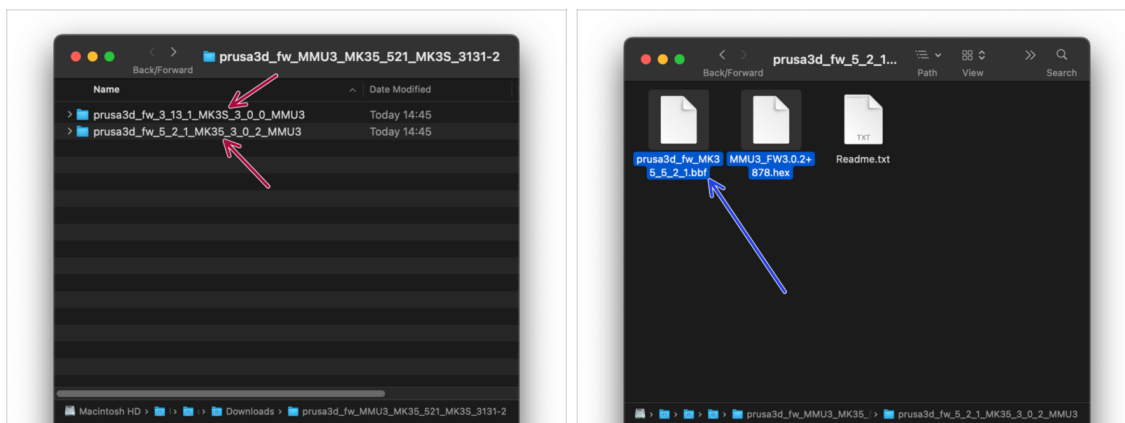 prusa3d_fw_MMU3_MK35_521_MK3S_3131-2
Back/Forward
Name
Date Modified
prusa3d_fw_3_13_1_MK3S_3_0_0_MMU3
Today 14:45
prusa3d_fw_5_2_1_MK35_3_0_2_MMU3
Today 14:45
Macintosh HD › › › Downloads › prusa3d_fw_MMU3_MK35_521_MK3S_3131-2
prusa3d_fw_5_2_1...
Back/Forward
Path
View
Search
TXT
prusa3d_fw_MK3
5_5_2_1.bbf
MMU3_FW3.0.2+
878.hex
Readme.txt
prusa3d_fw_MMU3_MK35_ › prusa3d_fw_5_2_1_MK35_3_0_2_MMU3